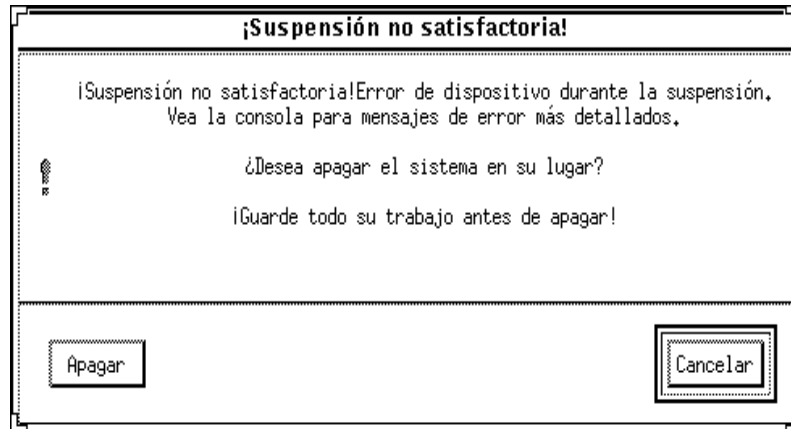 ¡Suspensión no satisfactoria!
¡Suspensión no satisfactoria!Error de dispositivo durante la suspensión.
Vea la consola para mensajes de error más detallados.
¿Desea apagar el sistema en su lugar?
¡Guarde todo su trabajo antes de apagar!
Apagar
Cancelar